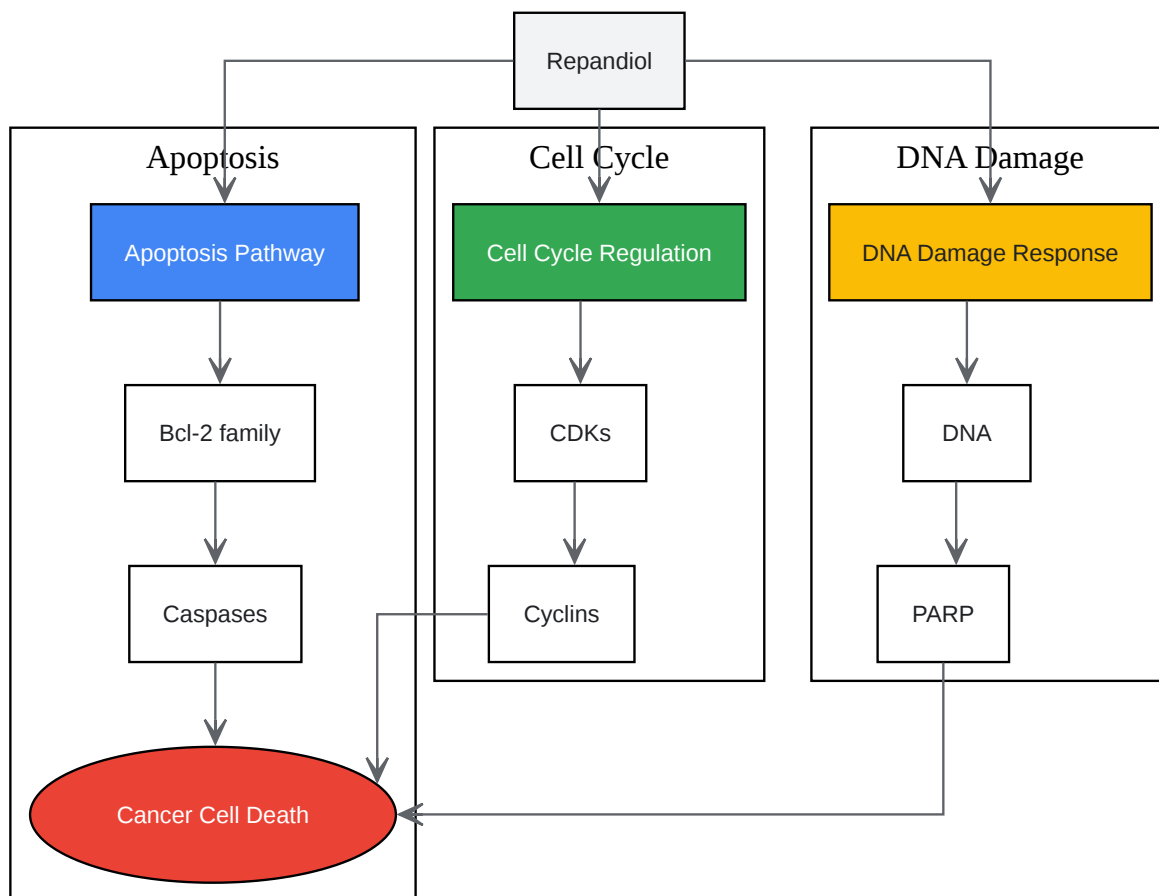 Repandiol
Apoptosis
Cell Cycle
DNA Damage
Apoptosis Pathway
Cell Cycle Regulation
DNA Damage Response
Bcl-2 family
CDKs
DNA
Caspases
Cyclins
PARP
Cancer Cell Death